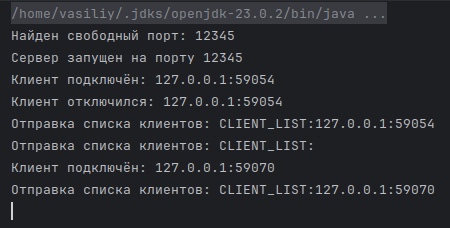 /home/vasiliy/.jdks/openjdk-23.0.2/bin/java ...
Найден свободный порт: 12345
Сервер запущен на порту 12345
Клиент подключён: 127.0.0.1:59054
Клиент отключился: 127.0.0.1:59054
Отправка списка клиентов: CLIENT_LIST:127.0.0.1:59054
Отправка списка клиентов: CLIENT_LIST:
Клиент подключён: 127.0.0.1:59070
Отправка списка клиентов: CLIENT_LIST:127.0.0.1:59070